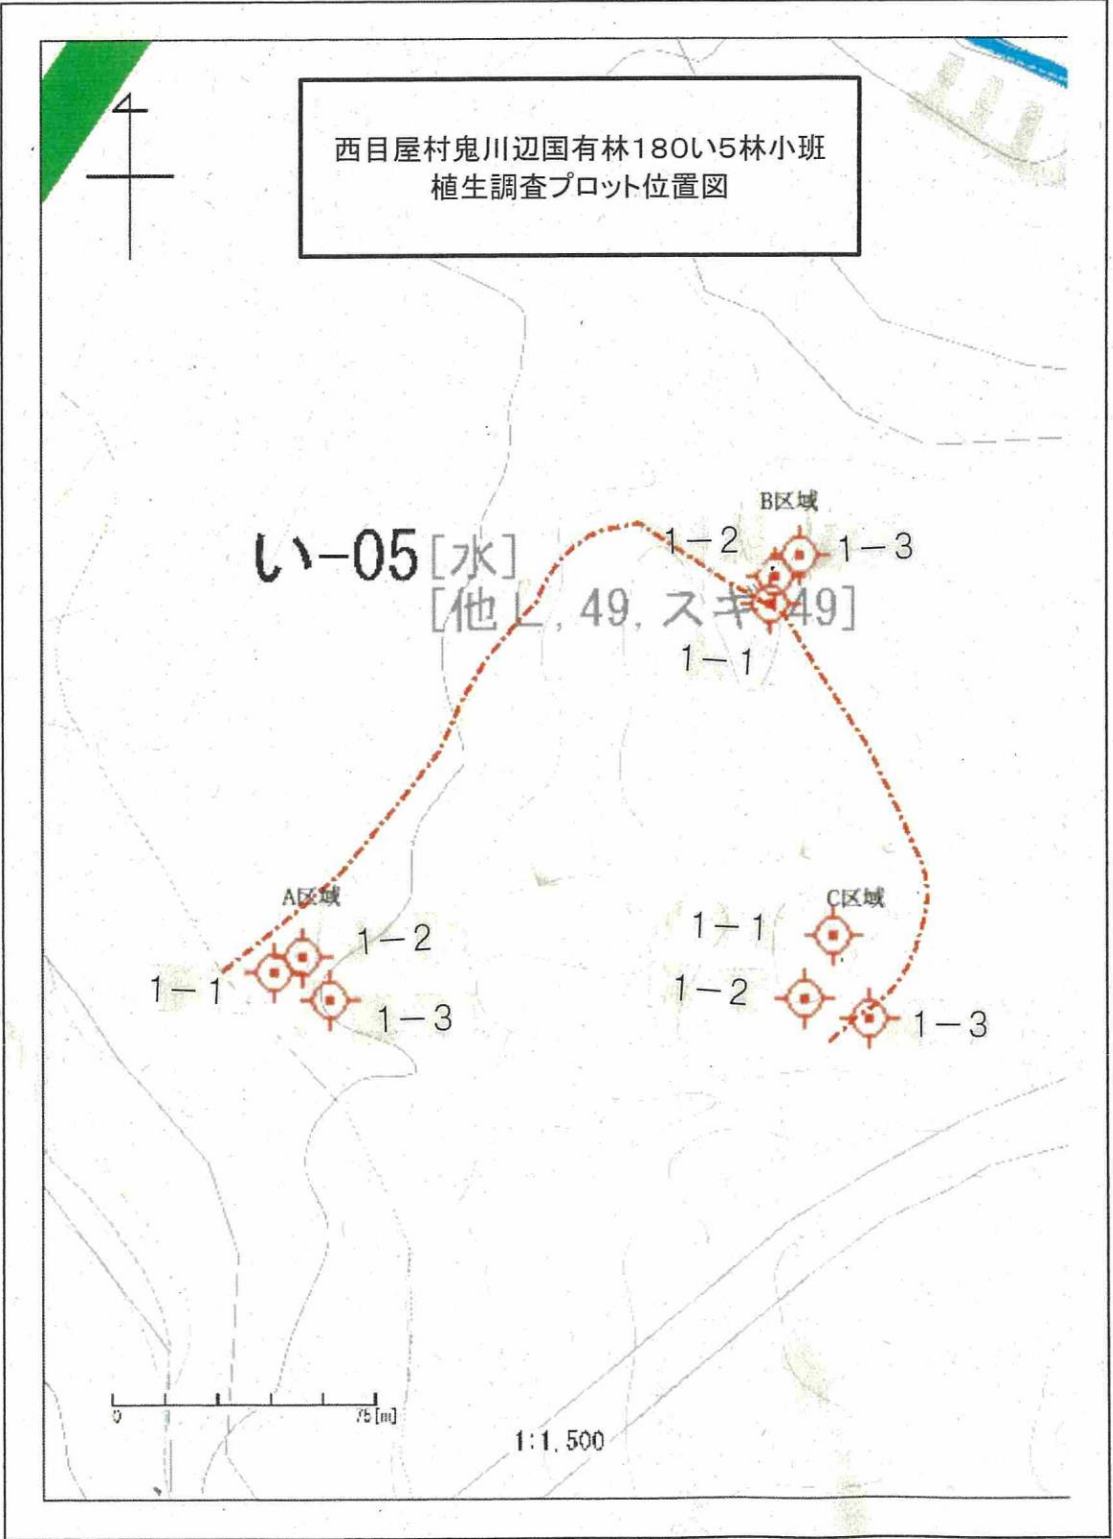 西目屋村鬼川辺国有林180い5林小班
植生調査プロット位置図
B区域
1-2
1-3
い-05[水]
[他L,49,スギ,49]
1-1
A区域
1-2
1-1
1-3
C区域
1-1
1-2
1-3
0
75[m]
1:1,500